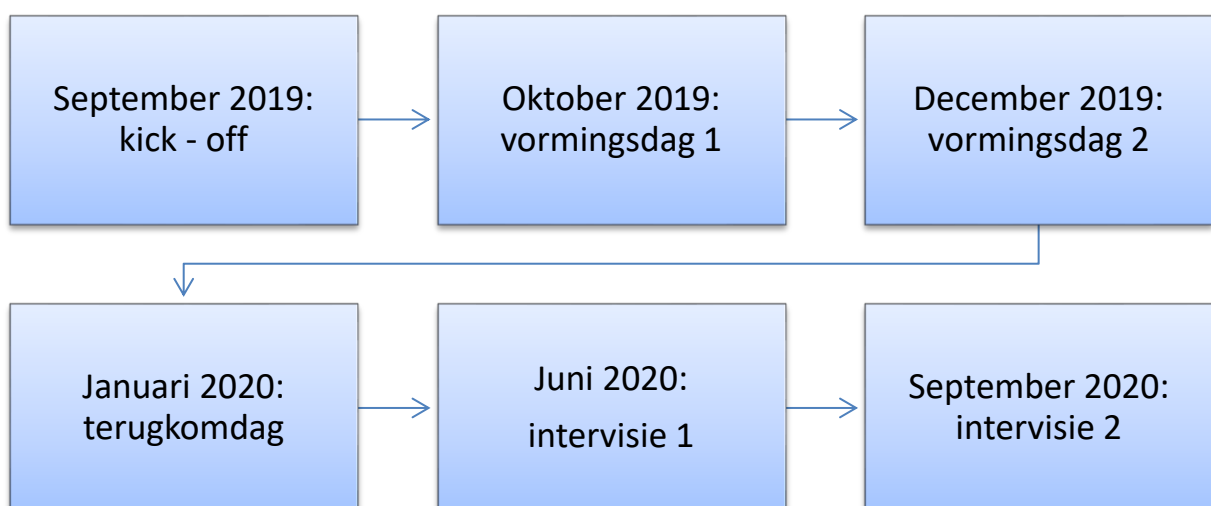 September 2019:
kick - off
Oktober 2019:
vormingsdag 1
December 2019:
vormingsdag 2
Januari 2020:
terugkomdag
Juni 2020:
intervisie 1
September 2020:
intervisie 2